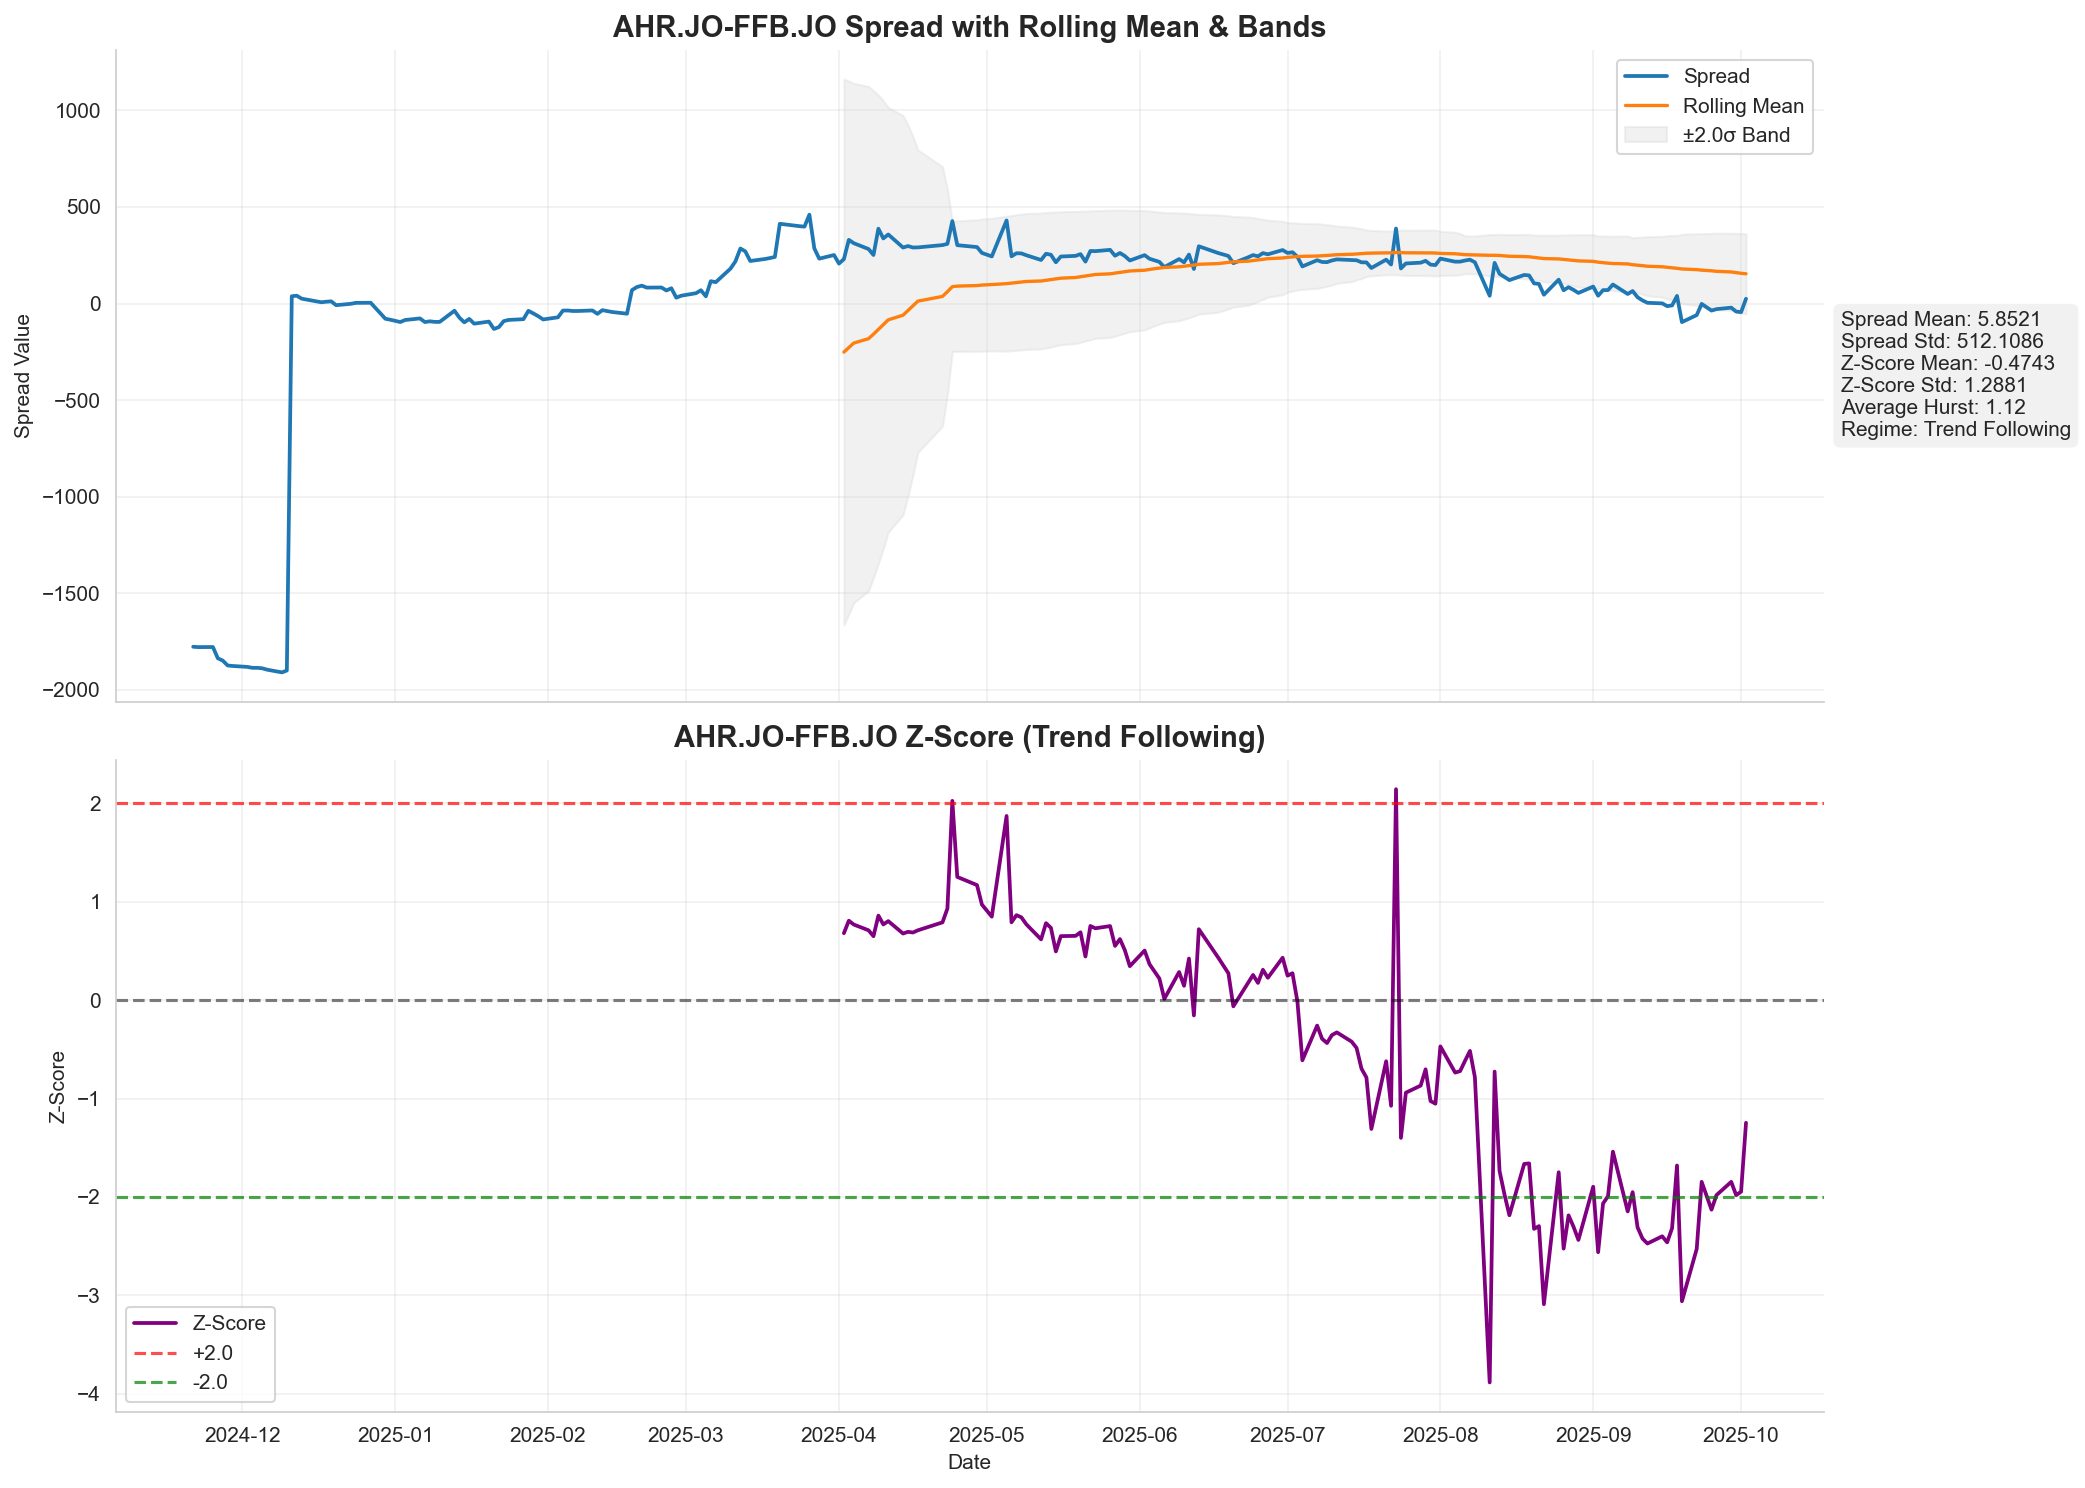 AHR.JO-FFB.JO Spread with Rolling Mean & Bands
Spread
Rolling Mean
±2.0σ Band
1000
500
0
−500
−1000
−1500
−2000
Spread Value
Spread Mean: 5.8521
Spread Std: 512.1086
Z-Score Mean: -0.4743
Z-Score Std: 1.2881
Average Hurst: 1.12
Regime: Trend Following
AHR.JO-FFB.JO Z-Score (Trend Following)
2
1
0
−1
−2
−3
−4
Z-Score
Z-Score
+2.0
-2.0
2024-12
2025-01
2025-02
2025-03
2025-04
2025-05
2025-06
2025-07
2025-08
2025-09
2025-10
Date